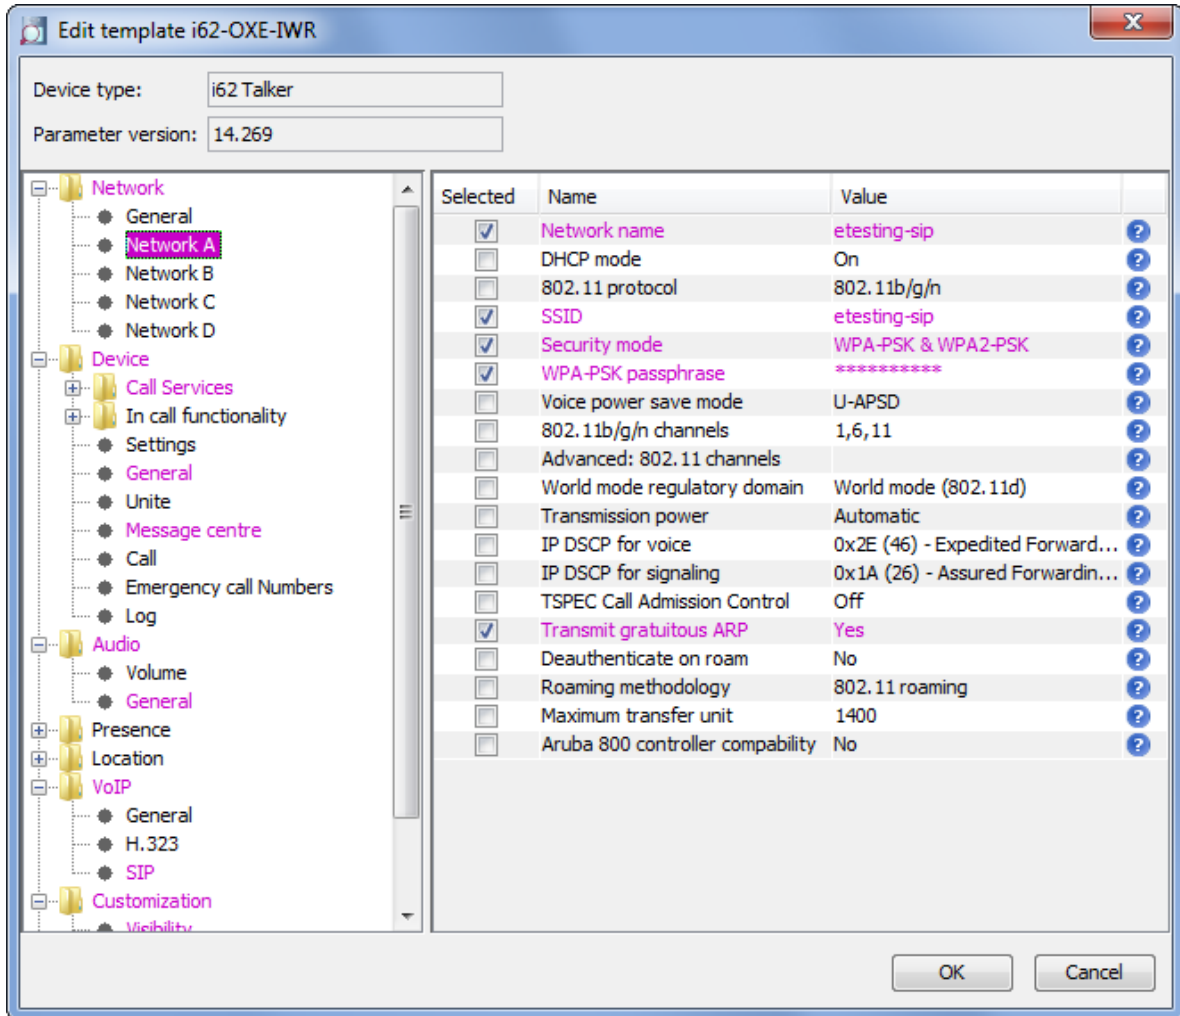 Edit template i62-OXE-IWR
Device type: i62 Talker
Parameter version: 14.269
Network
General
Network A
Network B
Network C
Network D
Device
Call Services
In call functionality
Settings
General
Unite
Message centre
Call
Emergency call Numbers
Log
Audio
Volume
General
Presence
Location
VoIP
General
H.323
SIP
Customization
Visibility
Selected Name Value
Network name etesting-sip
DHCP mode On
802.11 protocol 802.11b/g/n
SSID etesting-sip
Security mode WPA-PSK & WPA2-PSK
WPA-PSK passphrase **********
Voice power save mode U-APSD
802.11b/g/n channels 1,6,11
Advanced: 802.11 channels
World mode regulatory domain World mode (802.11d)
Transmission power Automatic
IP DSCP for voice 0x2E (46) - Expedited Forward...
IP DSCP for signaling 0x1A (26) - Assured Forwardin...
TSPEC Call Admission Control Off
Transmit gratuitous ARP Yes
Deauthenticate on roam No
Roaming methodology 802.11 roaming
Maximum transfer unit 1400
Aruba 800 controller compability No
OK Cancel